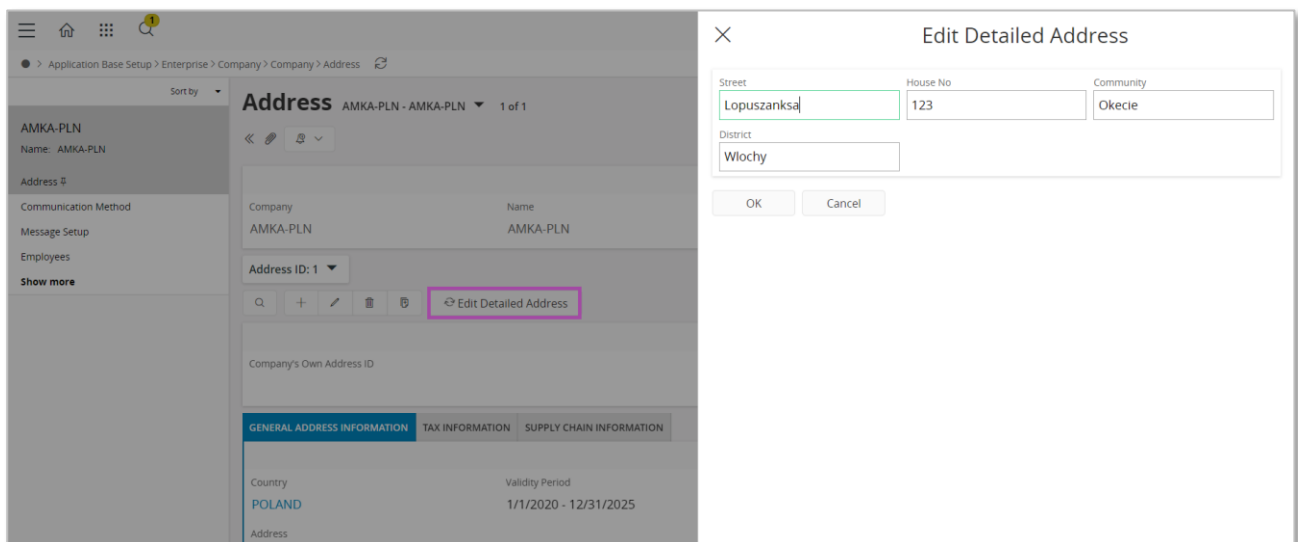 1
Application Base Setup > Enterprise > Company > Company > Address
Sort by
AMKA-PLN
Name: AMKA-PLN
Address
Communication Method
Message Setup
Employees
Show more
Address AMKA-PLN - AMKA-PLN 1 of 1
Company Name
AMKA-PLN AMKA-PLN
Address ID: 1
Edit Detailed Address
Company's Own Address ID
GENERAL ADDRESS INFORMATION TAX INFORMATION SUPPLY CHAIN INFORMATION
Country Validity Period
POLAND 1/1/2020 - 12/31/2025
Address
Edit Detailed Address
Street House No Community
Lopuszanksa 123 Okecie
District
Wlochy
OK Cancel